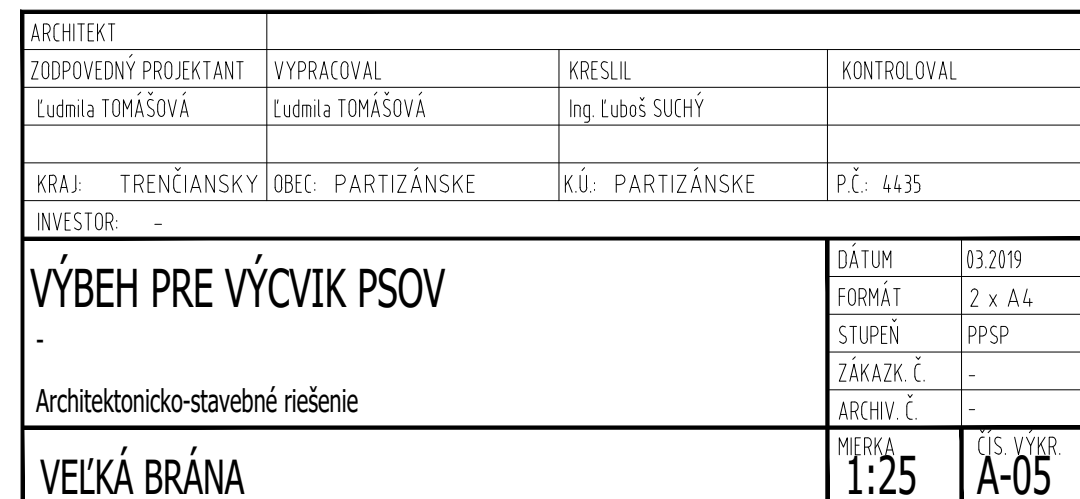 ARCHITEKT
ZODPOVEDNÝ PROJEKTANT VYPRACOVAL KRESLIL KONTROLOVAL
Ľudmila TOMÁŠOVÁ Ľudmila TOMÁŠOVÁ Ing. Ľuboš SUCHÝ
KRAJ: TRENČIANSKY OBEC: PARTIZÁNSKE K.Ú.: PARTIZÁNSKE P.Č.: 4435
INVESTOR: -
VÝBEH PRE VÝCVIK PSOV
-
Architektonicko-stavebné riešenie
DÁTUM 03.2019
FORMÁT 2 x A4
STUPEŇ PPSP
ZÁKAZK. Č. -
ARCHIV. Č. -
VEĽKÁ BRÁNA
MIERKA ČÍS. VÝKR.
1:25 A-05